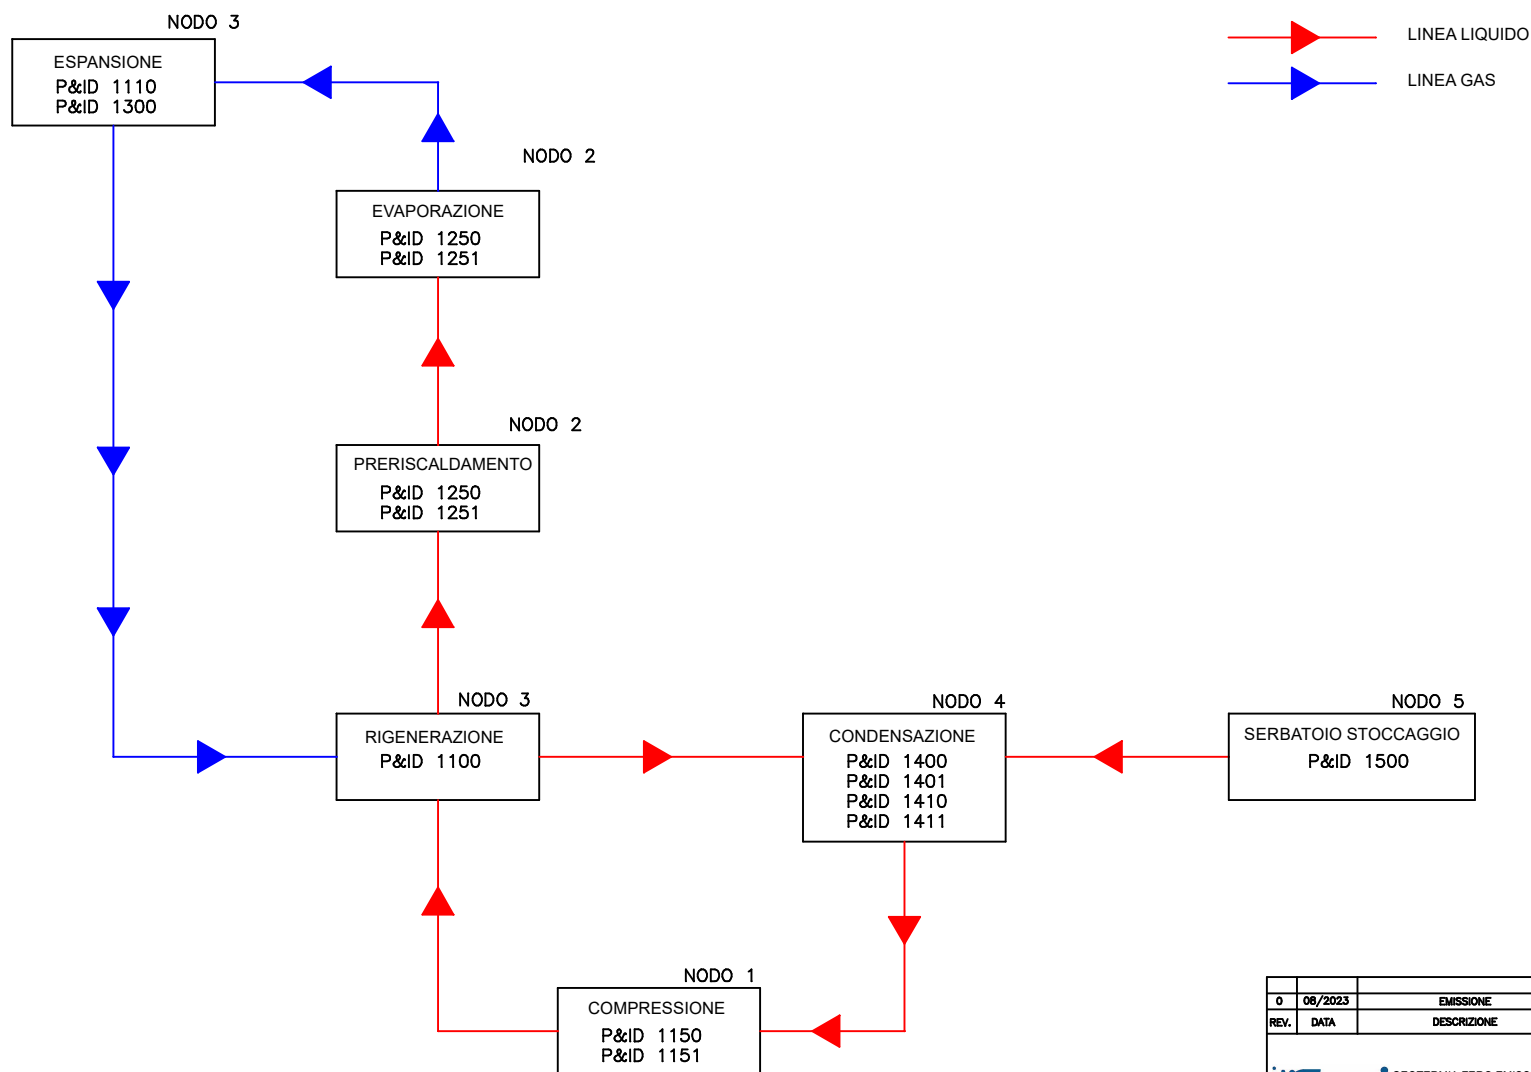 NODO 3
ESPANSIONE
P&ID 1110
P&ID 1300
LINEA LIQUIDO
LINEA GAS
NODO 2
EVAPORAZIONE
P&ID 1250
P&ID 1251
NODO 2
PRERISCALDAMENTO
P&ID 1250
P&ID 1251
NODO 3
RIGENERAZIONE
P&ID 1100
NODO 4
CONDENSAZIONE
P&ID 1400
P&ID 1401
P&ID 1410
P&ID 1411
NODO 5
SERBATOIO STOCCAGGIO
P&ID 1500
NODO 1
COMPRESSIONE
P&ID 1150
P&ID 1151
0 08/2023 EMISSIONE
REV. DATA DESCRIZIONE